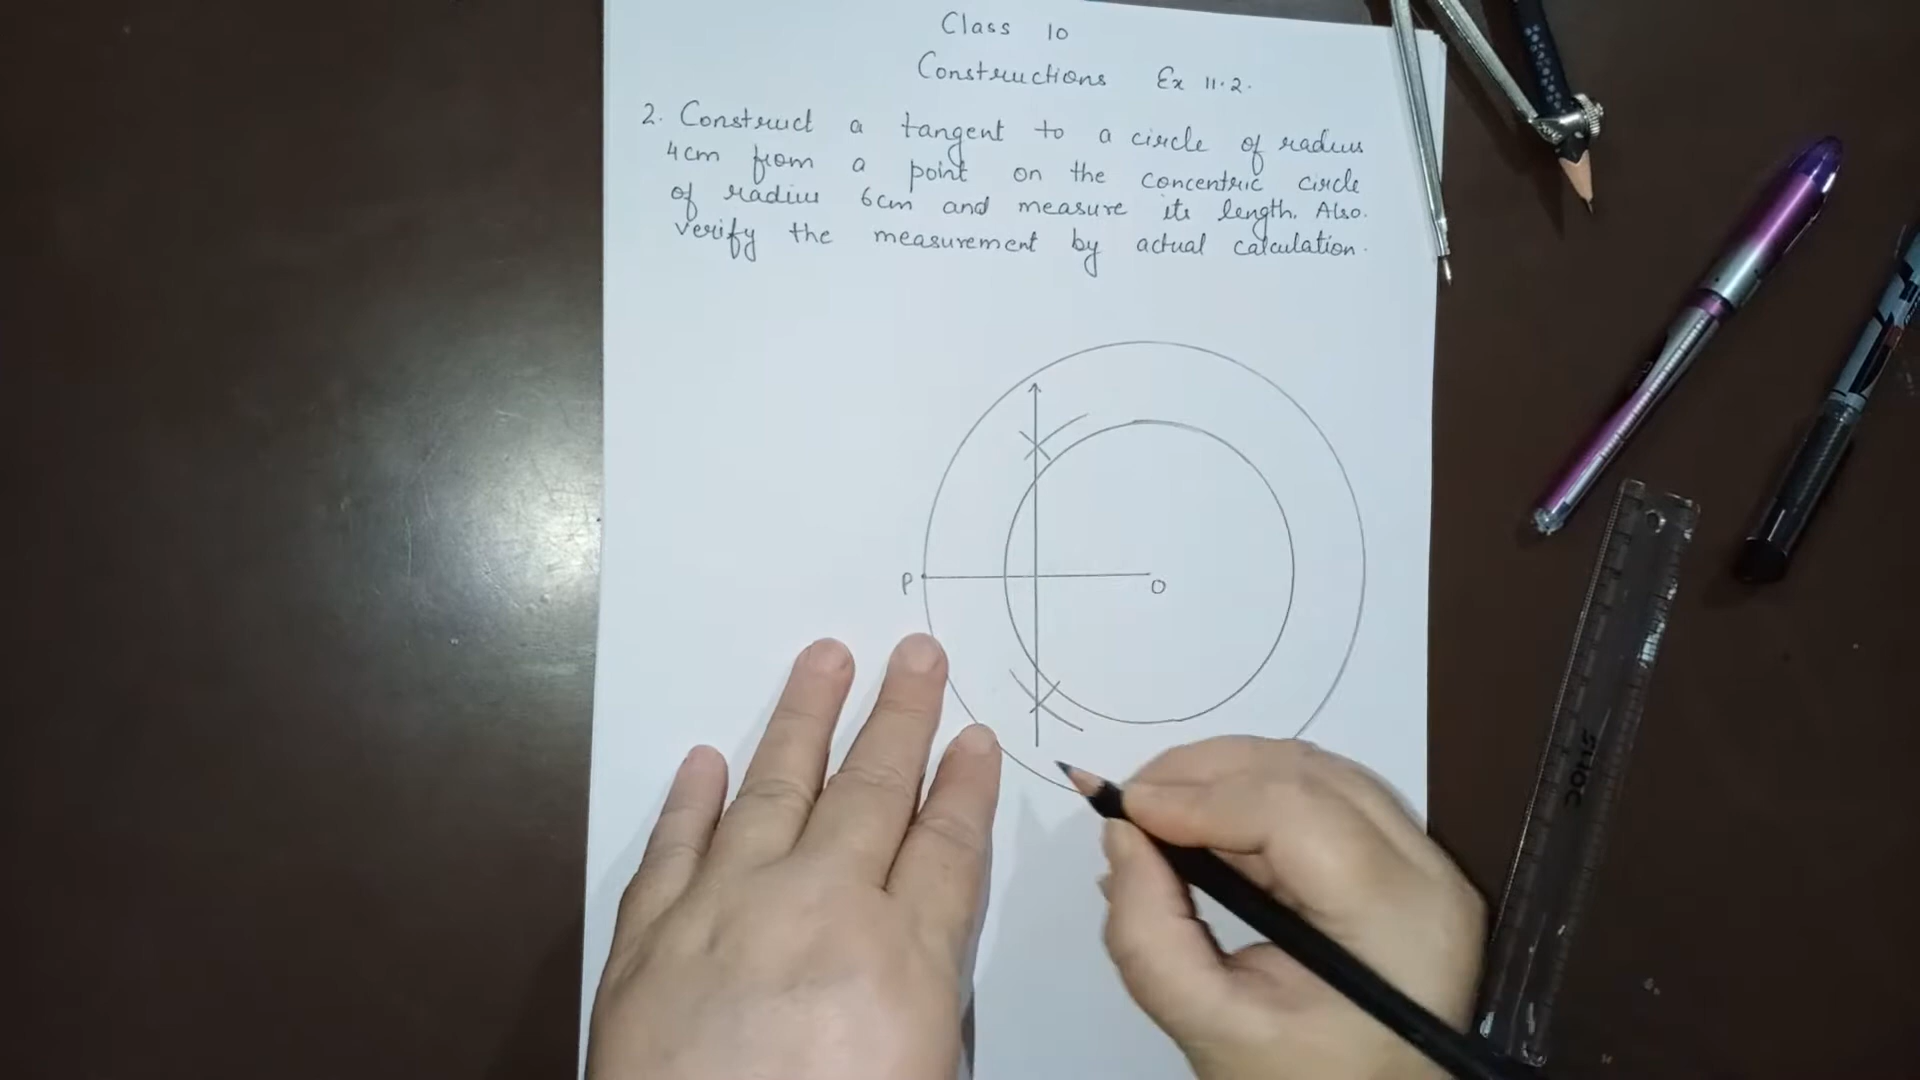 Class 10
Constructions Ex 11.2.
2. Construct a tangent to a circle of radius
4cm from a point on the concentric circle
of radius 6cm and measure its length. Also.
verify the measurement by actual calculation.
P
O